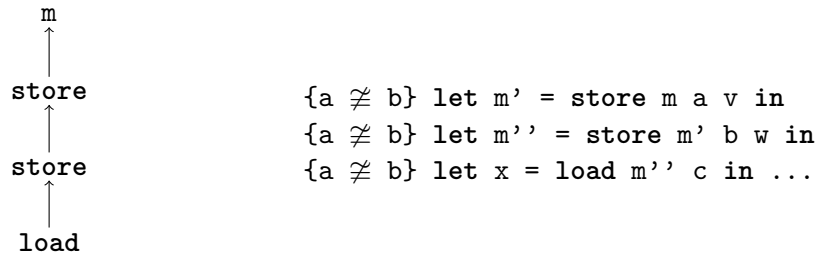 m
store
store
load
{a ≇ b} let m' = store m a v in
{a ≇ b} let m'' = store m' b w in
{a ≇ b} let x = load m'' c in ...